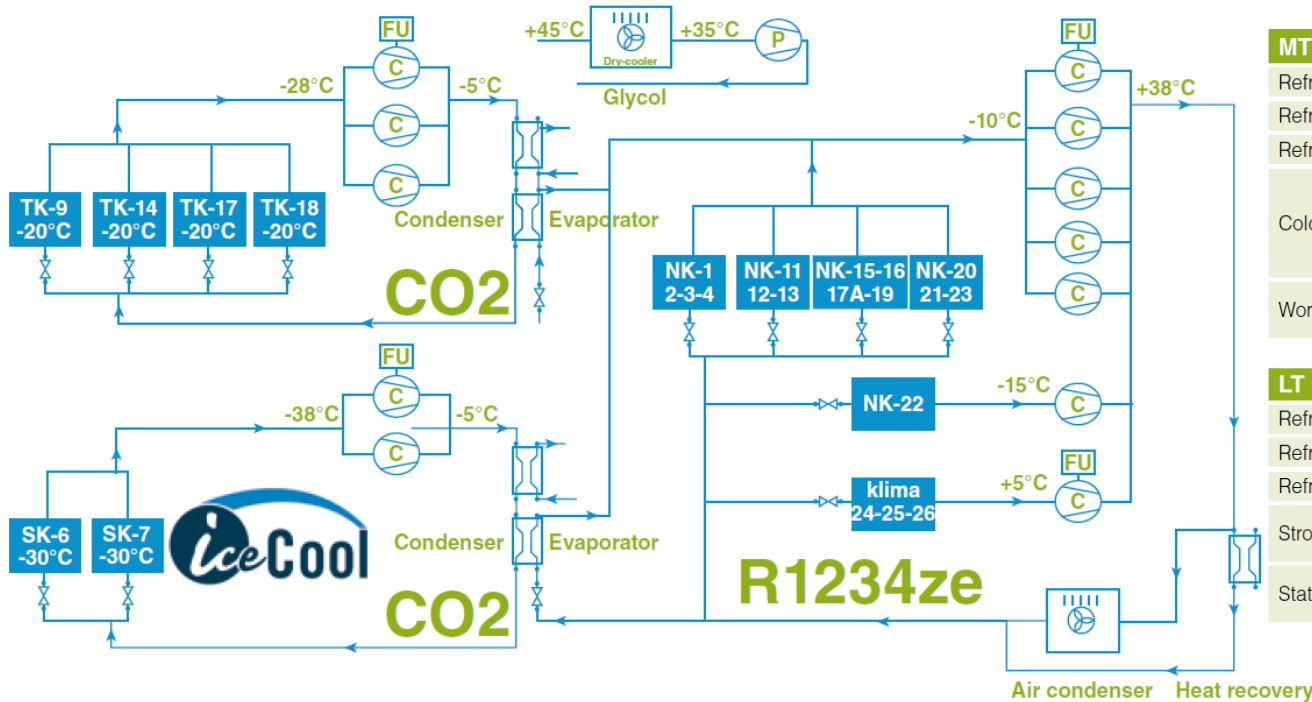 FU
C
C
C
-28°C
-5°C
TK-9
-20°C
TK-14
-20°C
TK-17
-20°C
TK-18
-20°C
Condenser
Evaporator
CO2
+45°C
Dry-cooler
+35°C
P
Glycol
FU
C
C
C
C
C
-10°C
+38°C
NK-1
2-3-4
NK-11
12-13
NK-15-16
17A-19
NK-20
21-23
FU
C
C
-38°C
-5°C
SK-6
-30°C
SK-7
-30°C
iceCool
Condenser
Evaporator
CO2
NK-22
-15°C
C
klima
24-25-26
+5°C
FU
C
R1234ze
Air condenser
Heat recovery
MT
Refr
Refr
Refr
Cold
Wor
LT
Refr
Refr
Refr
Stro
Stat